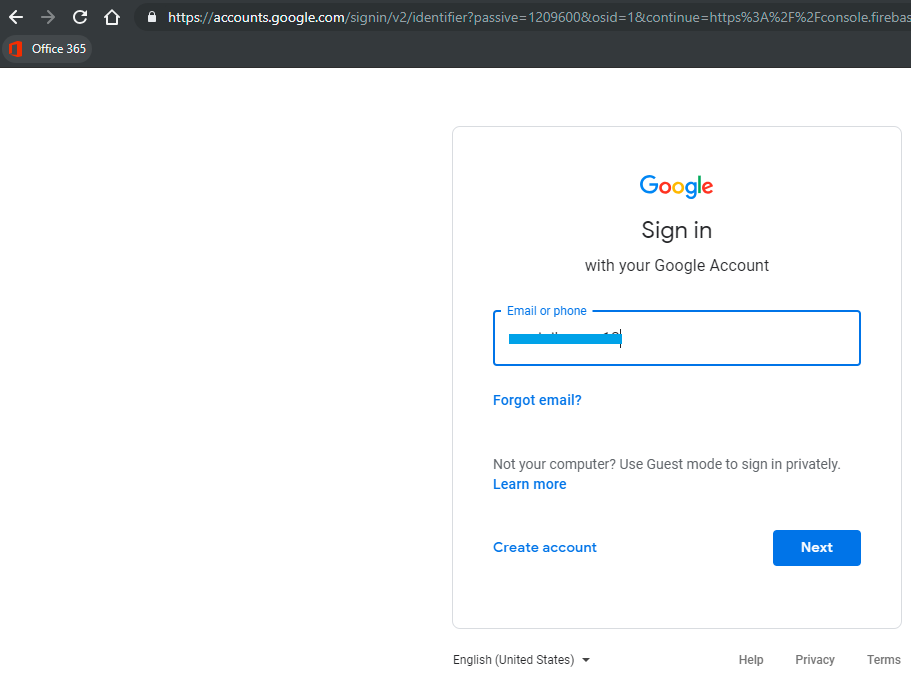 https://accounts.google.com/signin/v2/identifier?passive=1209600&osid=1&continue=https%3A%2F%2Fconsole.firebas
Office 365
Google
Sign in
with your Google Account
Email or phone
Forgot email?
Not your computer? Use Guest mode to sign in privately.
Learn more
Create account
Next
English (United States)
Help
Privacy
Terms